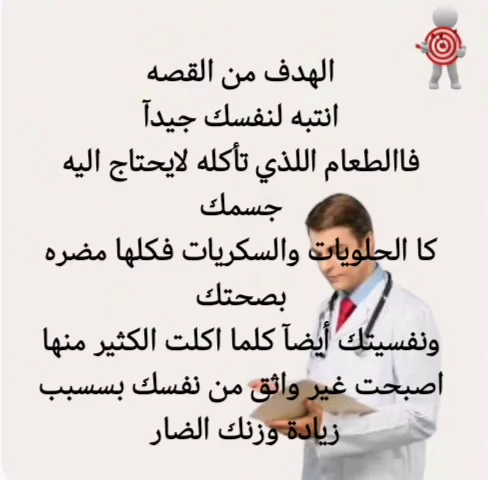 الهدف من القصه
انتبه لنفسك جيدآ
فاالطعام اللذي تأكله لايحتاج اليه
جسمك
كا الحلويات والسكريات فكلها مضره
بصحتك
ونفسيتك أيضآ كلما اكلت الكثير منها
اصبحت غير واثق من نفسك بسسبب
زيادة وزنك الضار